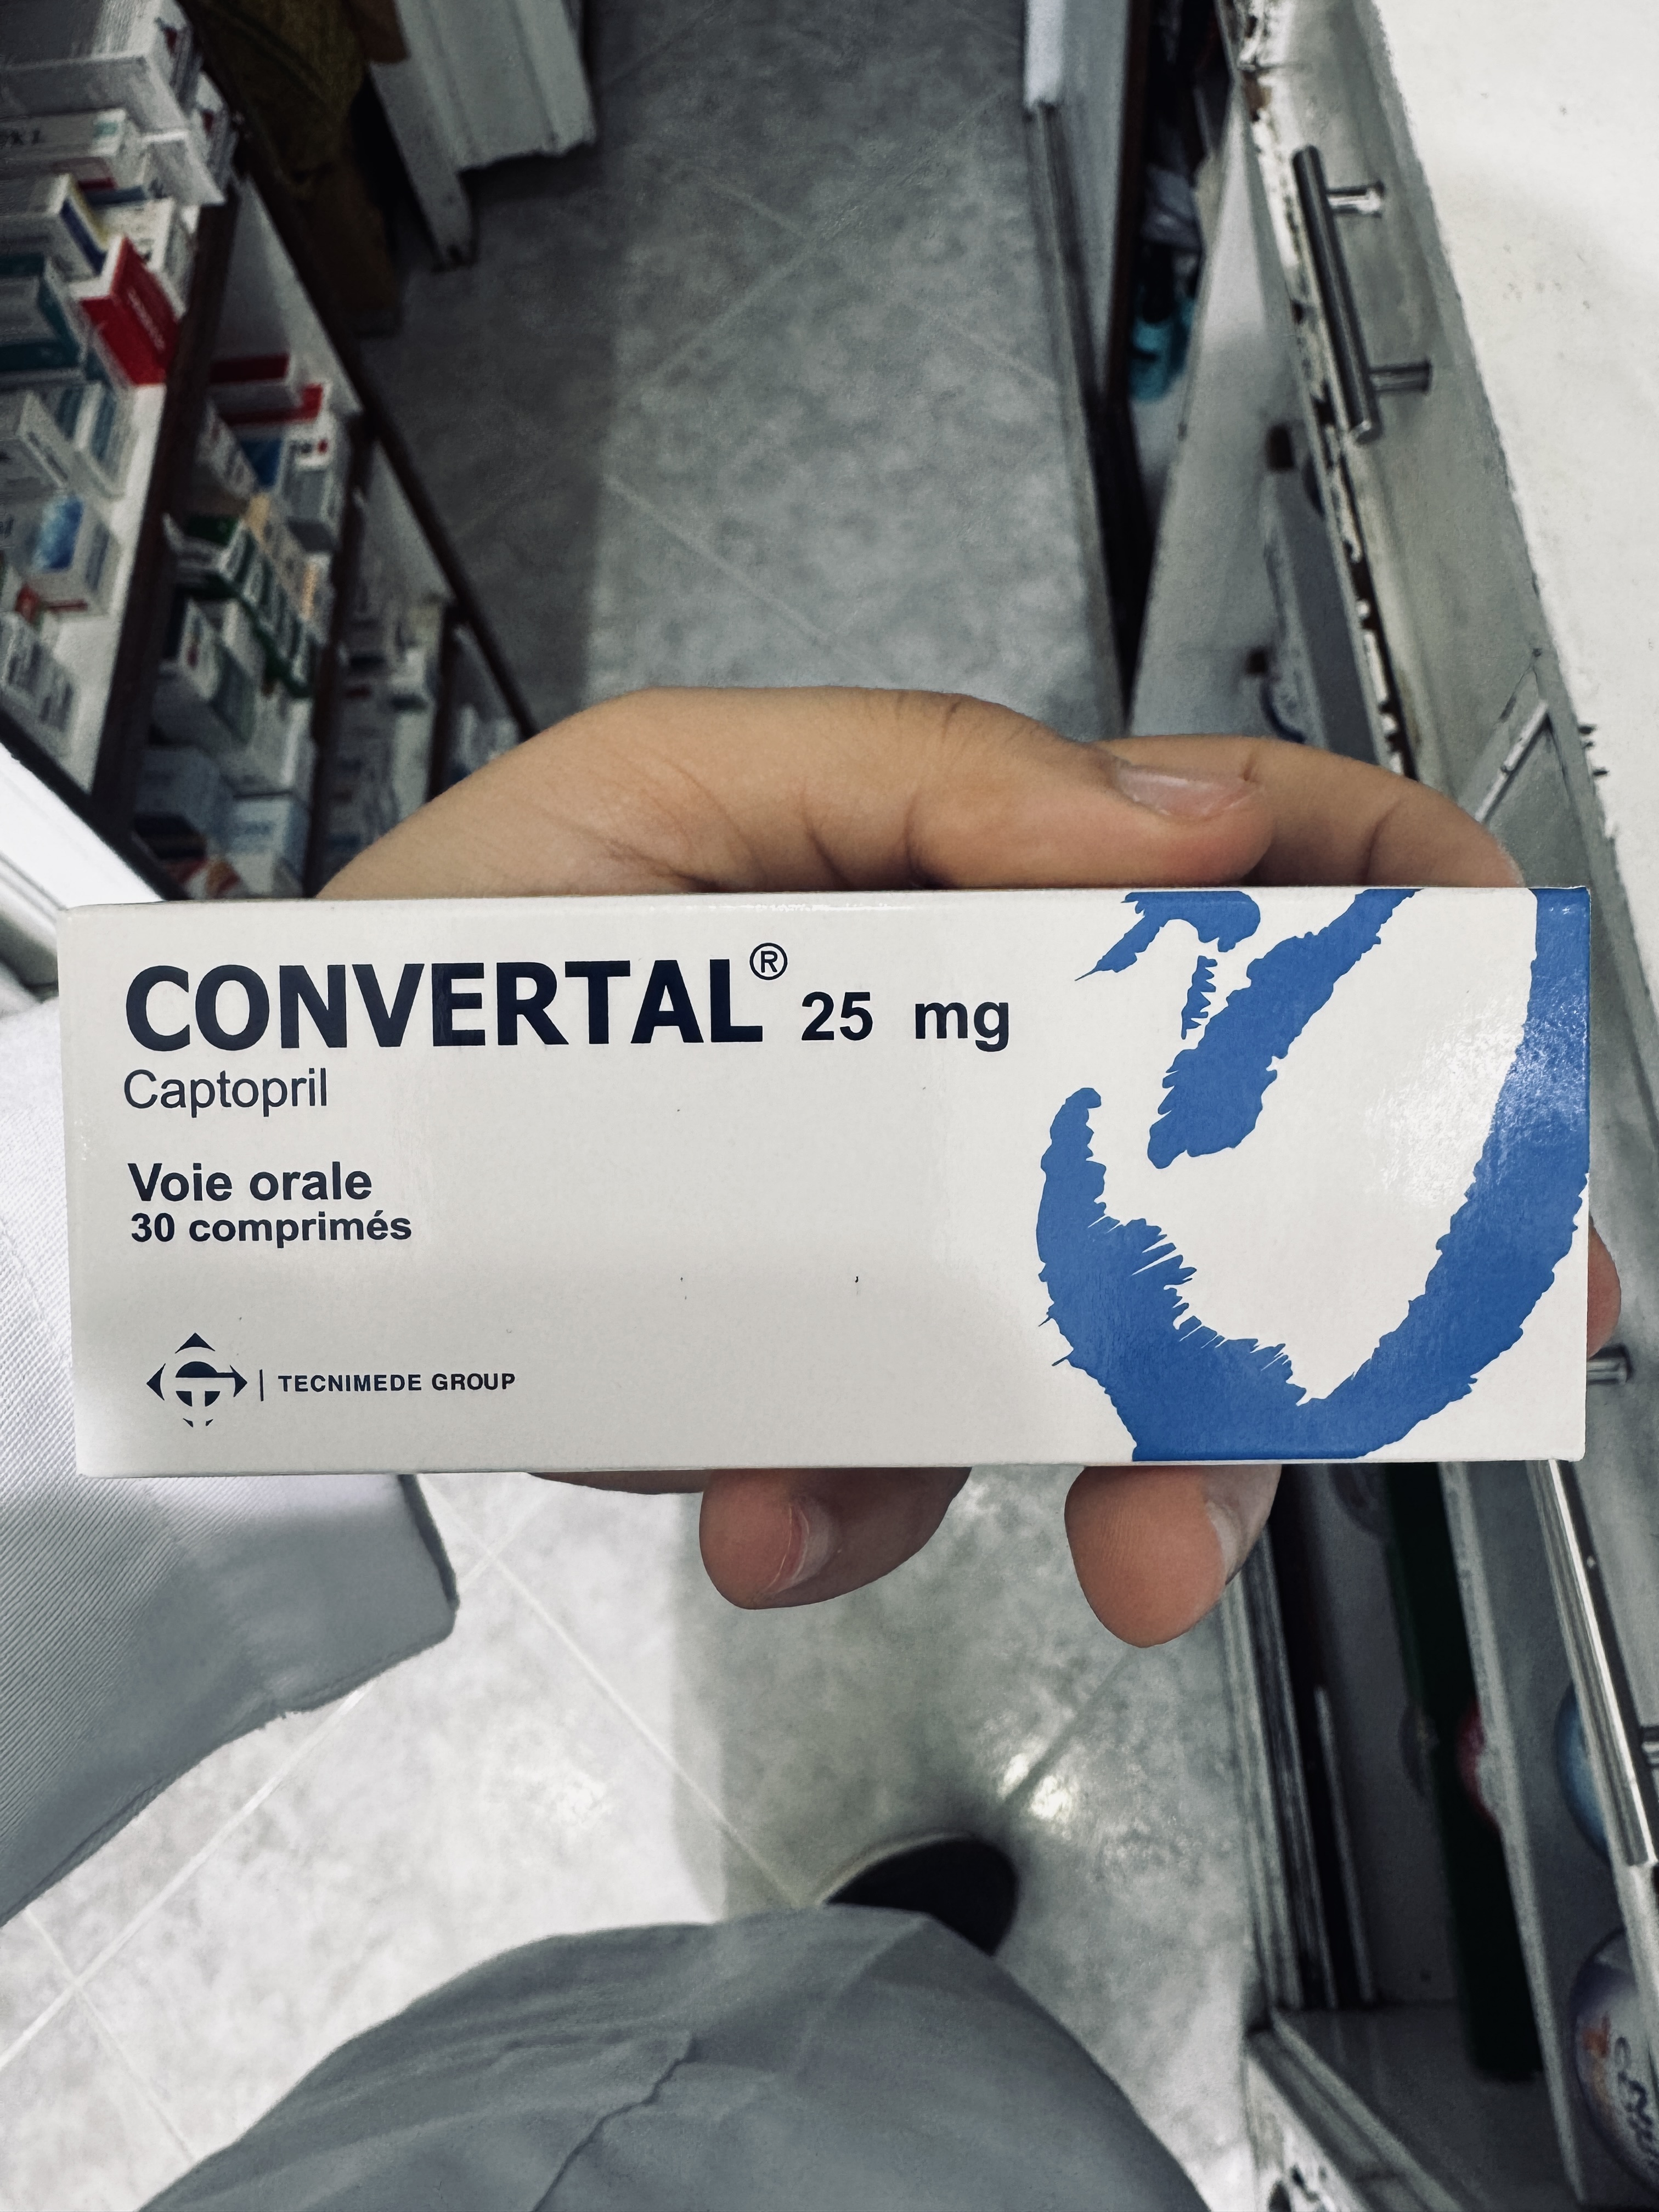 CONVERTAL® 25 mg
Captopril
Voie orale
30 comprimés
TECNIMEDE GROUP